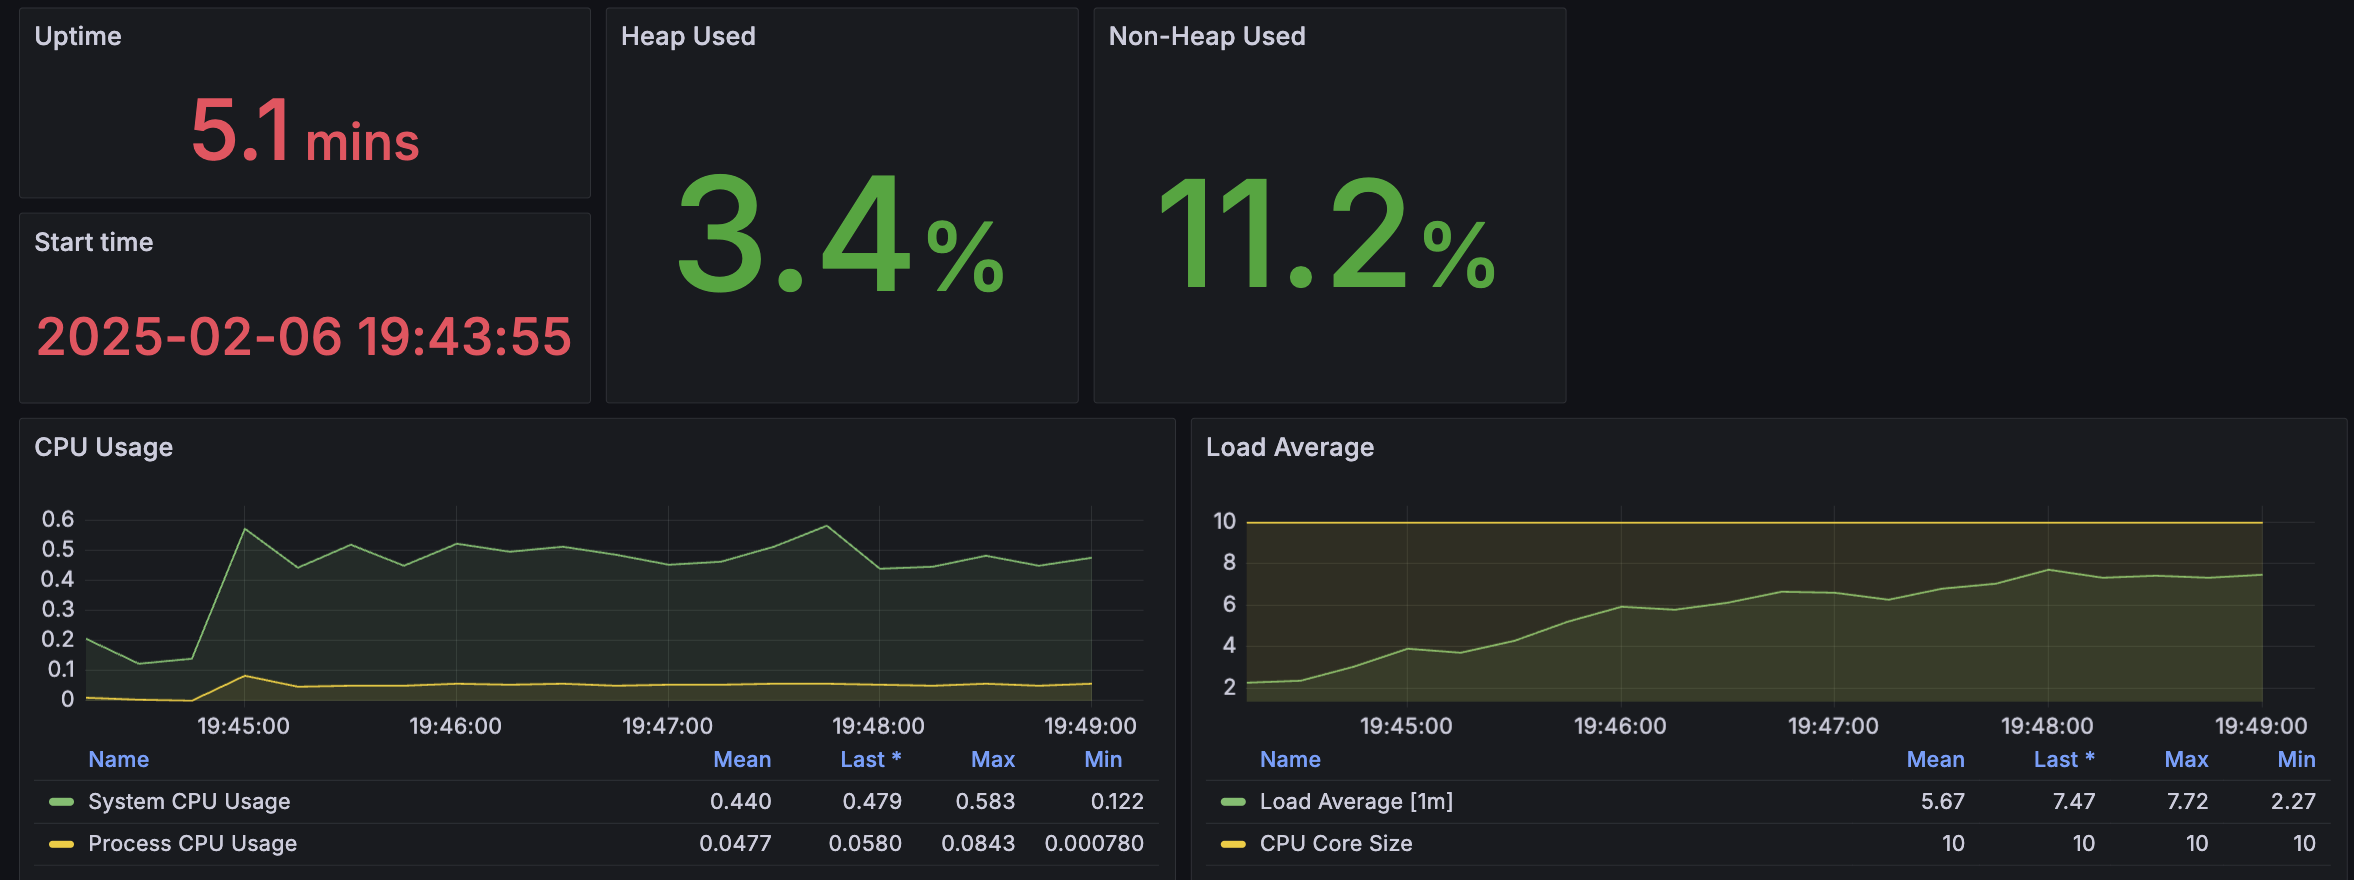 Uptime
5.1 mins
Start time
2025-02-06 19:43:55
Heap Used
3.4%
Non-Heap Used
11.2%
CPU Usage
0.6
0.5
0.4
0.3
0.2
0.1
0
19:45:00 19:46:00 19:47:00 19:48:00 19:49:00
Name Mean Last * Max Min
System CPU Usage 0.440 0.479 0.583 0.122
Process CPU Usage 0.0477 0.0580 0.0843 0.000780
Load Average
10
8
6
4
2
19:45:00 19:46:00 19:47:00 19:48:00 19:49:00
Name Mean Last * Max Min
Load Average [1m] 5.67 7.47 7.72 2.27
CPU Core Size 10 10 10 10